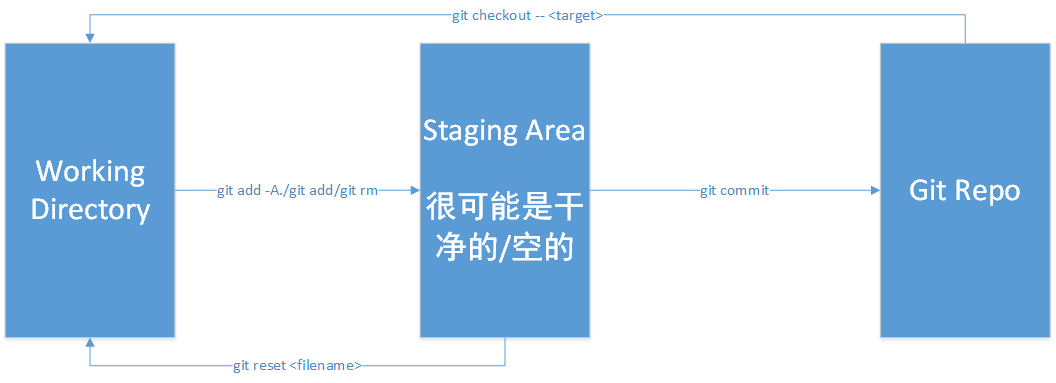 git checkout -- <target>
Working
Directory
git add -A./git add/git rm
Staging Area
很可能是干
净的/空的
git commit
Git Repo
git reset <filename>